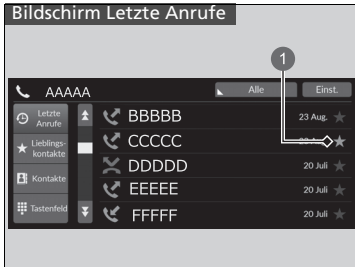 Bildschirm Letzte Anrufe
1
AAAAA
Alle
Einst.
Letzte
Anrufe
Lieblings-
kontakte
Kontakte
Tastenfeld
BBBBB
23 Aug.
CCCCC
DDDDD
20 Juli
EEEEE
20 Juli
FFFFF
20 Juli